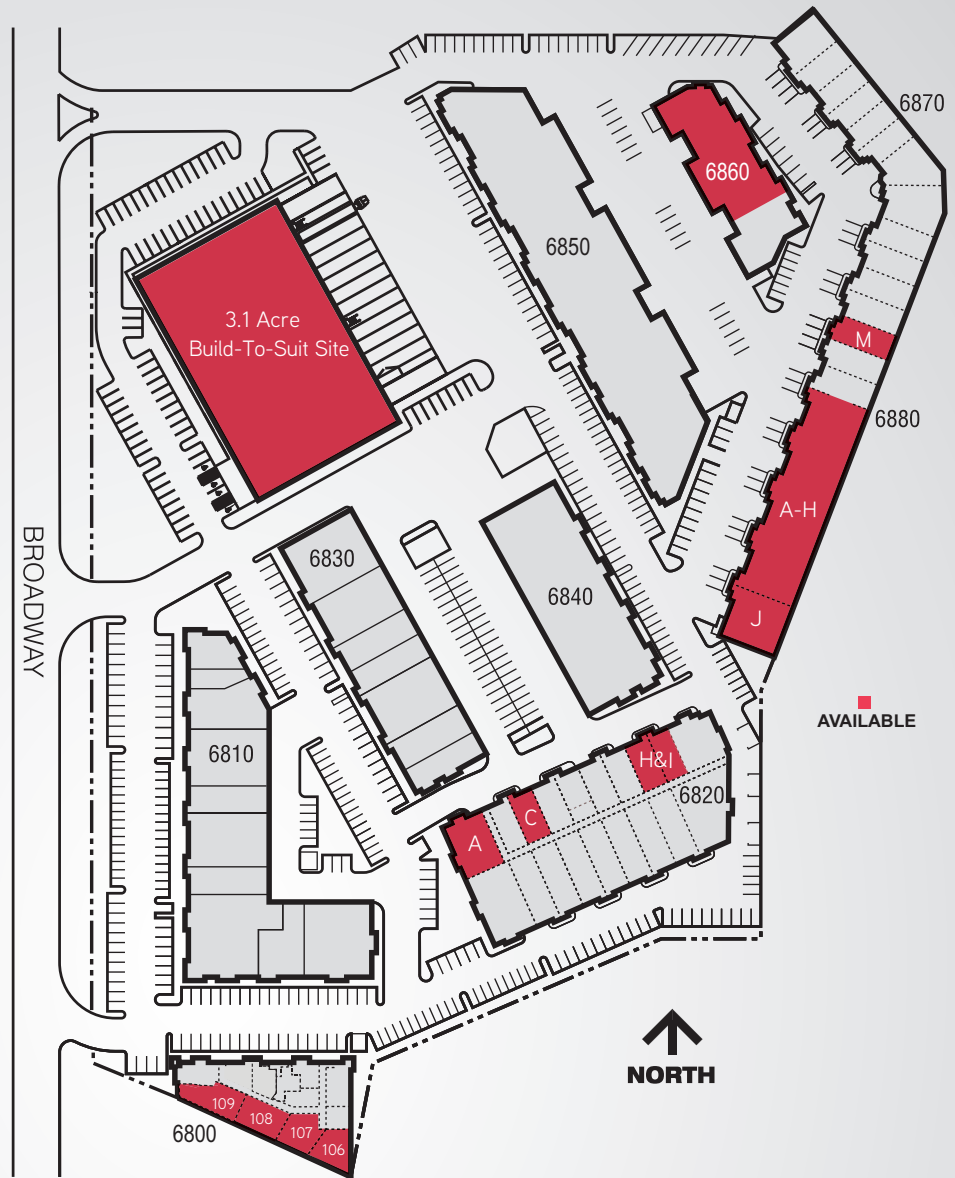 6870
6860
6850
3.1 Acre
Build-To-Suit Site
M
6880
A-H
BROADWAY
6830
6840
J
AVAILABLE
6810
H&I
6820
C
A
NORTH
109
108
107
106
6800